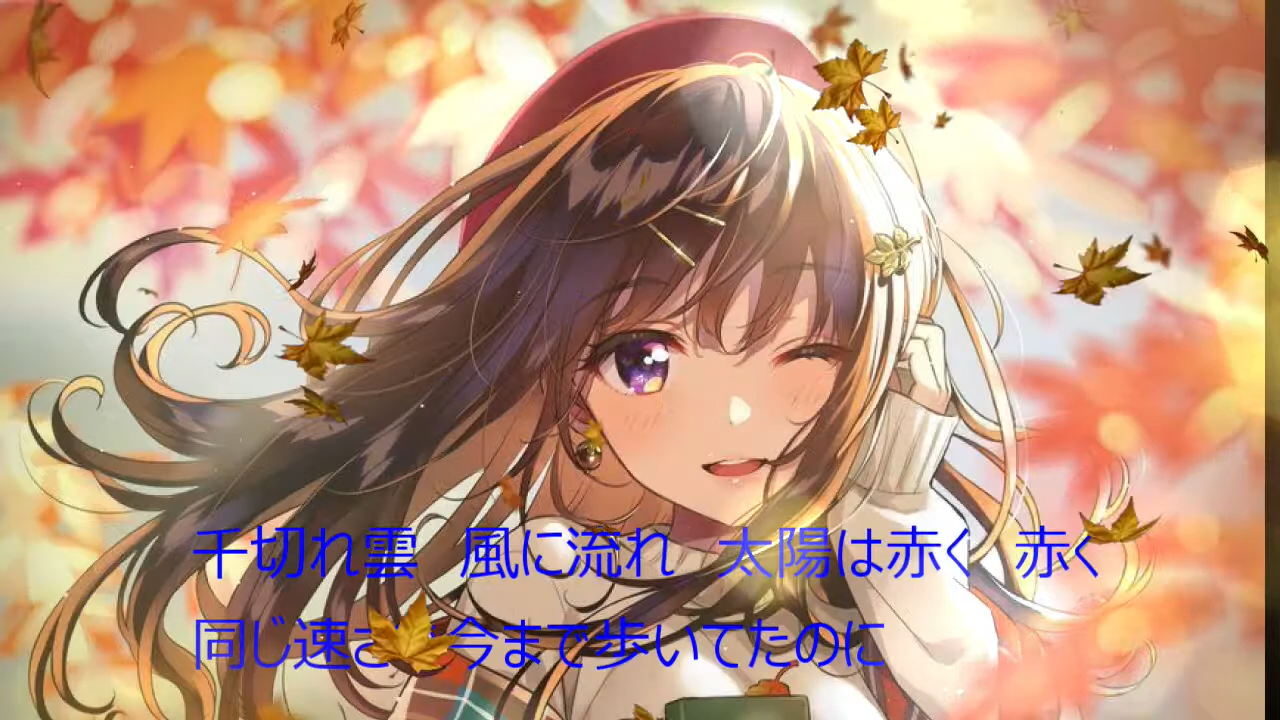 千切れ雲 風に流れ 太陽は赤く 赤く
同じ速さ 今まで歩いてたのに